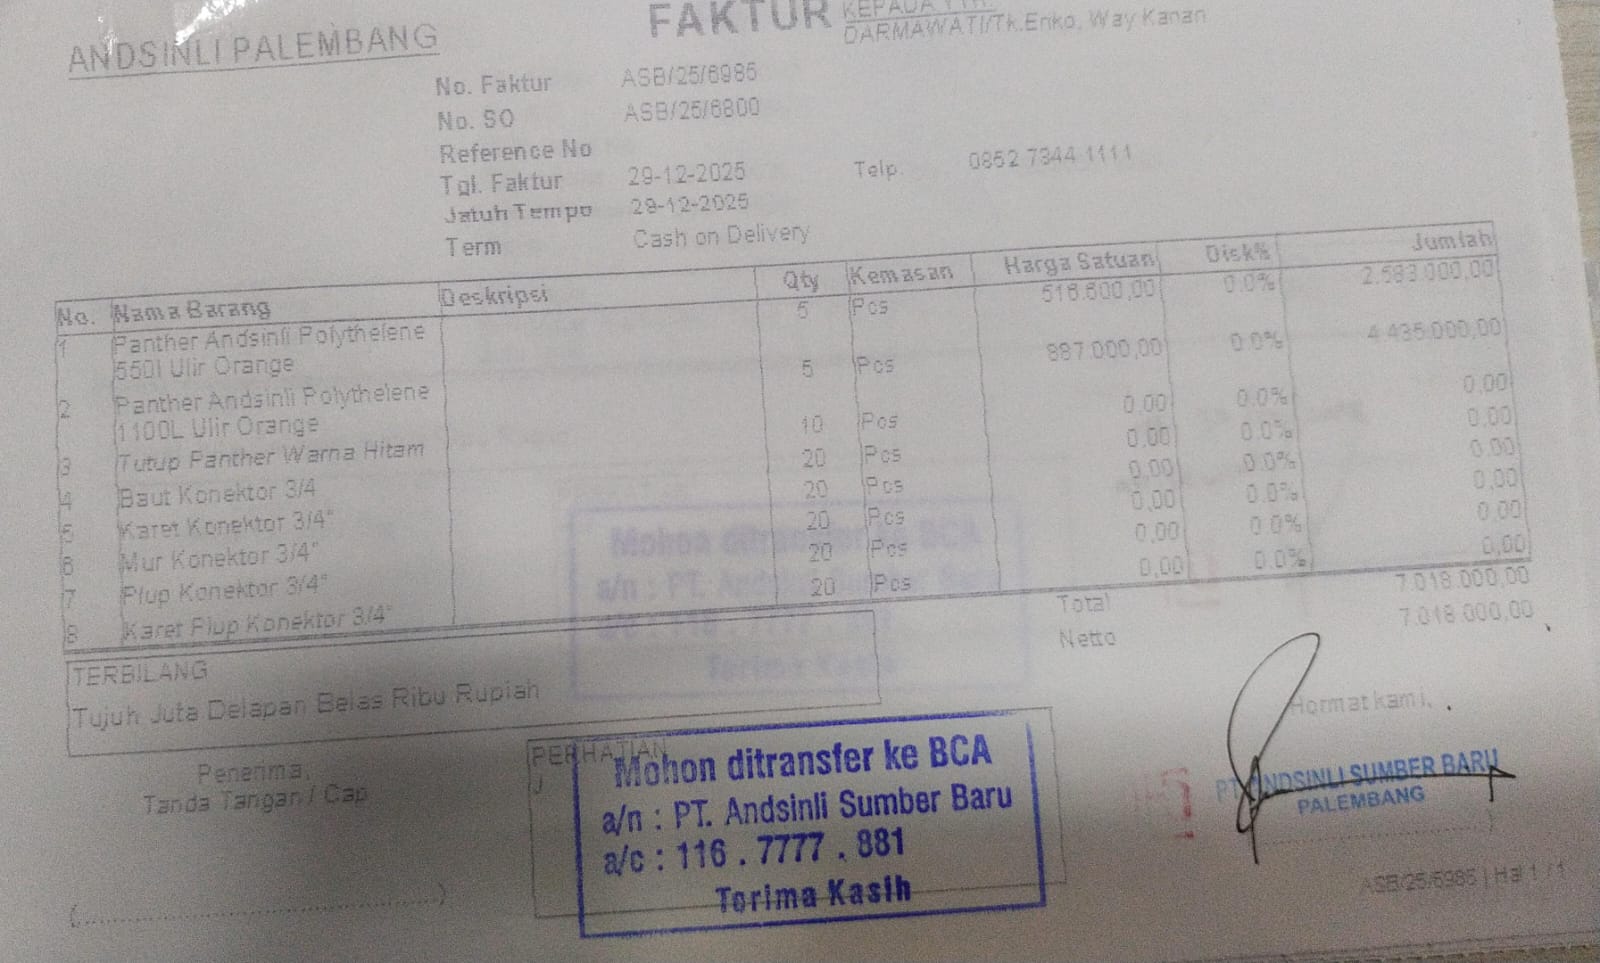 ANDSINLI PALEMBANG
FAKTUR
KEPADA YTH.
DARMAWATI/Tk.Enko, Way Kanan
No. Faktur ASB/25/6985
No. SO ASB/25/6800
Reference No
Tgl. Faktur 29-12-2025 Telp. 0852 7344 1111
Jatuh Tempo 29-12-2025
Term Cash on Delivery
No. Nama Barang Deskripsi Qty Kemasan Harga Satuan Disk% Jumlah
1 Panther Andsinli Polythelene 5 Pcs 516.600,00 0.0% 2.583.000,00
550l Ulir Orange
2 Panther Andsinli Polythelene 5 Pcs 887.000,00 0.0% 4.435.000,00
1100L Ulir Orange
3 Tutup Panther Warna Hitam 10 Pcs 0,00 0.0% 0,00
4 Baut Konektor 3/4 20 Pcs 0,00 0.0% 0,00
5 Karet Konektor 3/4" 20 Pcs 0,00 0.0% 0,00
6 Mur Konektor 3/4" 20 Pcs 0,00 0.0% 0,00
7 Plup Konektor 3/4" 20 Pcs 0,00 0.0% 0,00
8 Karet Plup Konektor 3/4" 20 Pcs 0,00 0.0% 0,00
Total 7.018.000,00
Netto 7.018.000,00
TERBILANG
Tujuh Juta Delapan Belas Ribu Rupiah
Penerima,
Tanda Tangan / Cap
PERHATIAN
Mohon ditransfer ke BCA
a/n : PT. Andsinli Sumber Baru
a/c : 116 . 7777 . 881
Terima Kasih
Hormat kami,
PT. ANDSINLI SUMBER BARU
PALEMBANG
ASB/25/6985 | Hal 1 / 1